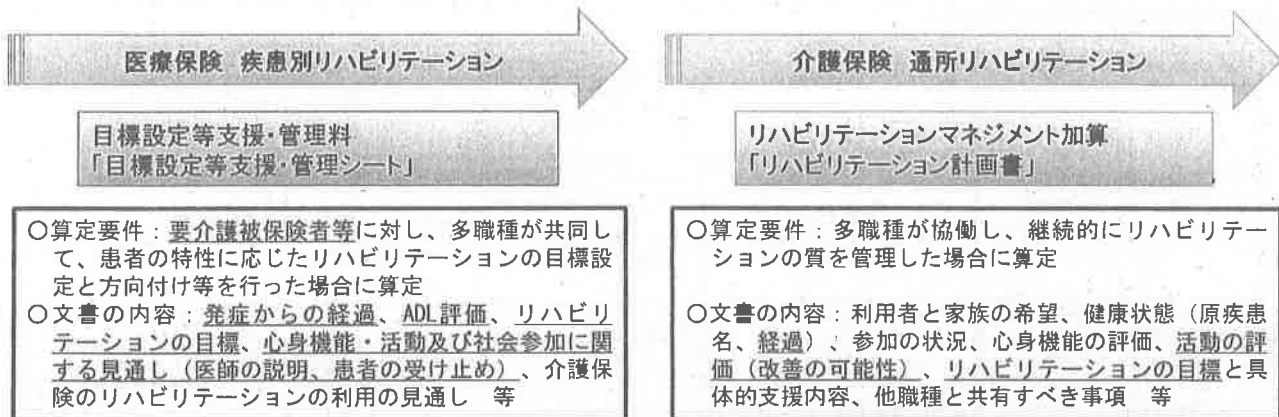 医療保険 疾患別リハビリテーション
目標設定等支援・管理料
「目標設定等支援・管理シート」
○算定要件：要介護被保険者等に対し、多職種が共同し
て、患者の特性に応じたリハビリテーションの目標設
定と方向付け等を行った場合に算定
○文書の内容：発症からの経過、ADL評価、リハビリ
テーションの目標、心身機能・活動及び社会参加に関
する見通し（医師の説明、患者の受け止め）、介護保
険のリハビリテーションの利用の見通し 等
介護保険 通所リハビリテーション
リハビリテーションマネジメント加算
「リハビリテーション計画書」
○算定要件：多職種が協働し、継続的にリハビリテー
ションの質を管理した場合に算定
○文書の内容：利用者と家族の希望、健康状態（原疾患
名、経過）、参加の状況、心身機能の評価、活動の評
価（改善の可能性）、リハビリテーションの目標と具
体的支援内容、他職種と共有すべき事項 等